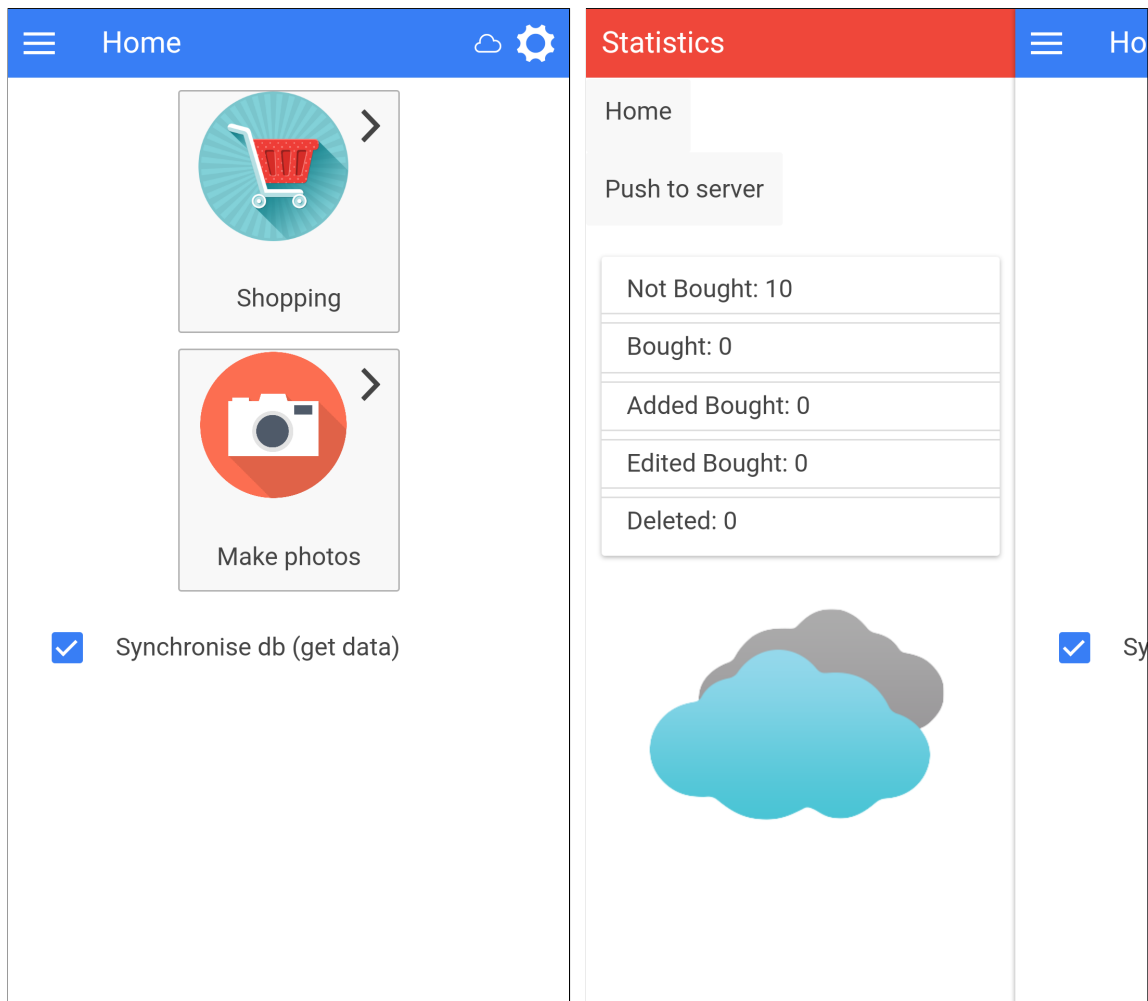 Home
Shopping
Make photos
Synchronise db (get data)
Statistics
Home
Push to server
Not Bought: 10
Bought: 0
Added Bought: 0
Edited Bought: 0
Deleted: 0
Ho
Sy